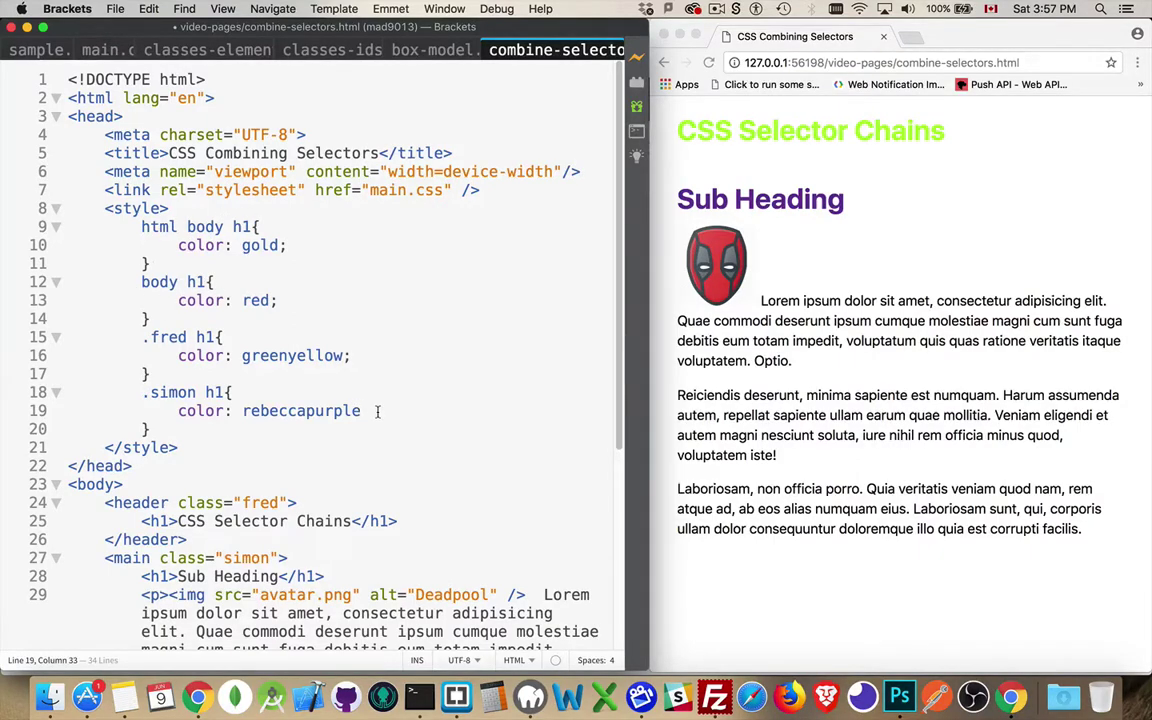 Brackets File Edit Find View Navigate Template Emmet Window Debug Help 100% Sat 3:57 PM
• video-pages/combine-selectors.html (mad9013) — Brackets
sample. main.c classes-elemen classes-ids box-model. combine-selecto
1 <!DOCTYPE html>
2 <html lang="en">
3 <head>
4 <meta charset="UTF-8">
5 <title>CSS Combining Selectors</title>
6 <meta name="viewport" content="width=device-width"/>
7 <link rel="stylesheet" href="main.css" />
8 <style>
9 html body h1{
10 color: gold;
11 }
12 body h1{
13 color: red;
14 }
15 .fred h1{
16 color: greenyellow;
17 }
18 .simon h1{
19 color: rebeccapurple
20 }
21 </style>
22 </head>
23 <body>
24 <header class="fred">
25 <h1>CSS Selector Chains</h1>
26 </header>
27 <main class="simon">
28 <h1>Sub Heading</h1>
29 <p><img src="avatar.png" alt="Deadpool" /> Lorem
ipsum dolor sit amet, consectetur adipisicing
elit. Quae commodi deserunt ipsum cumque molestiae
magni cum sunt fuga debitis eum totam impedit,
Line 19, Column 33 — 34 Lines INS UTF-8 HTML Spaces: 4
CSS Combining Selectors
127.0.0.1:56198/video-pages/combine-selectors.html
Apps Click to run some s... Web Notification Im... Push API - Web API... »
CSS Selector Chains
Sub Heading
Lorem ipsum dolor sit amet, consectetur adipisicing elit.
Quae commodi deserunt ipsum cumque molestiae magni cum sunt fuga
debitis eum totam impedit, voluptatum quis quas ratione veritatis itaque
voluptatem. Optio.
Reiciendis deserunt, minima sapiente est numquam. Harum assumenda
autem, repellat sapiente ullam earum quae mollitia. Veniam eligendi et
autem magni nesciunt soluta, iure nihil rem officia minus quod,
voluptatem iste!
Laboriosam, non officia porro. Quia veritatis veniam quod nam, rem
atque ad, ab eos alias numquam eius. Laboriosam sunt, qui, corporis
ullam dolor consequuntur doloremque illo quia est corrupti facilis.